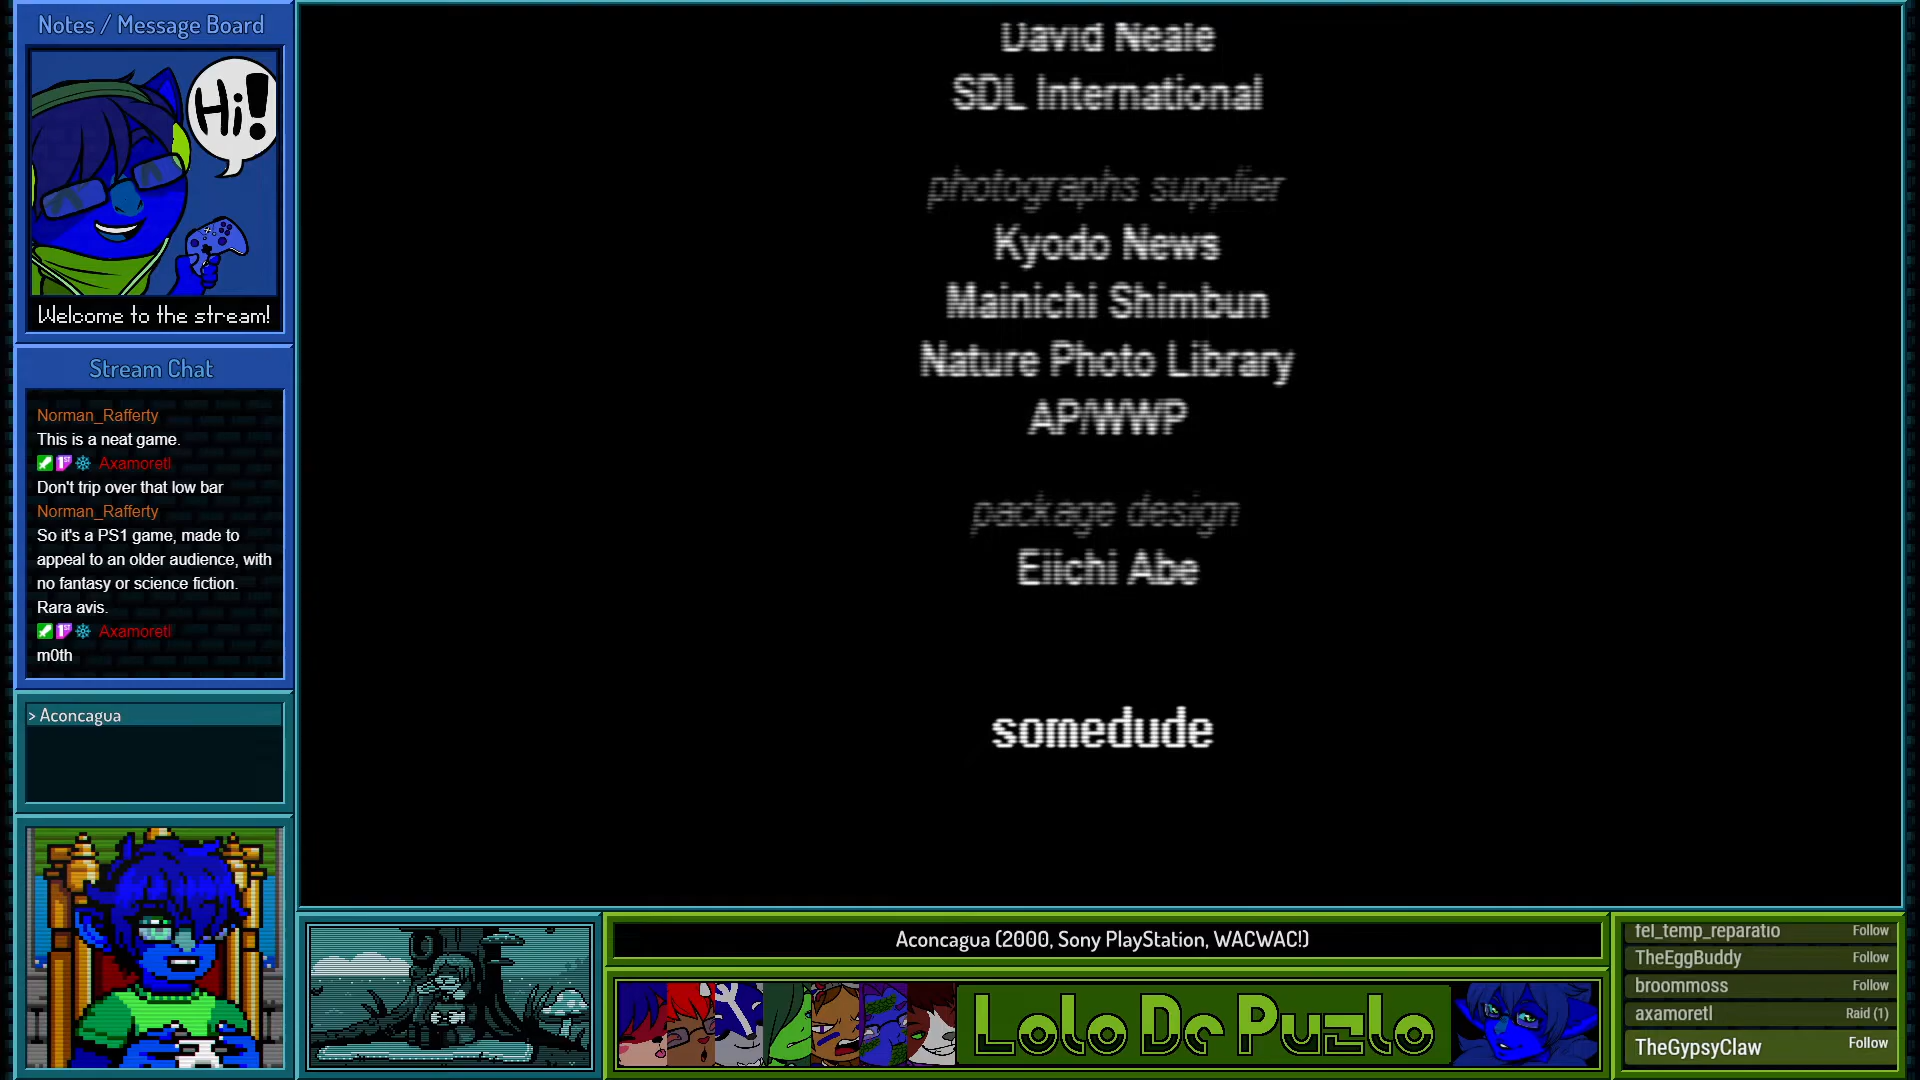 Notes / Message Board
Hi!
Welcome to the stream!
Stream Chat
Norman_Rafferty
This is a neat game.
Axamoretl
Don't trip over that low bar
Norman_Rafferty
So it's a PS1 game, made to
appeal to an older audience, with
no fantasy or science fiction.
Rara avis.
Axamoretl
m0th
> Aconcagua
David Neale
SDL International
photographs supplier
Kyodo News
Mainichi Shimbun
Nature Photo Library
AP/WWP
package design
Eiichi Abe
somedude
Aconcagua (2000, Sony PlayStation, WACWAC!)
Lolo De Puzlo
fel_temp_reparatio Follow
TheEggBuddy Follow
broommoss Follow
axamoretl Raid (1)
TheGypsyClaw Follow